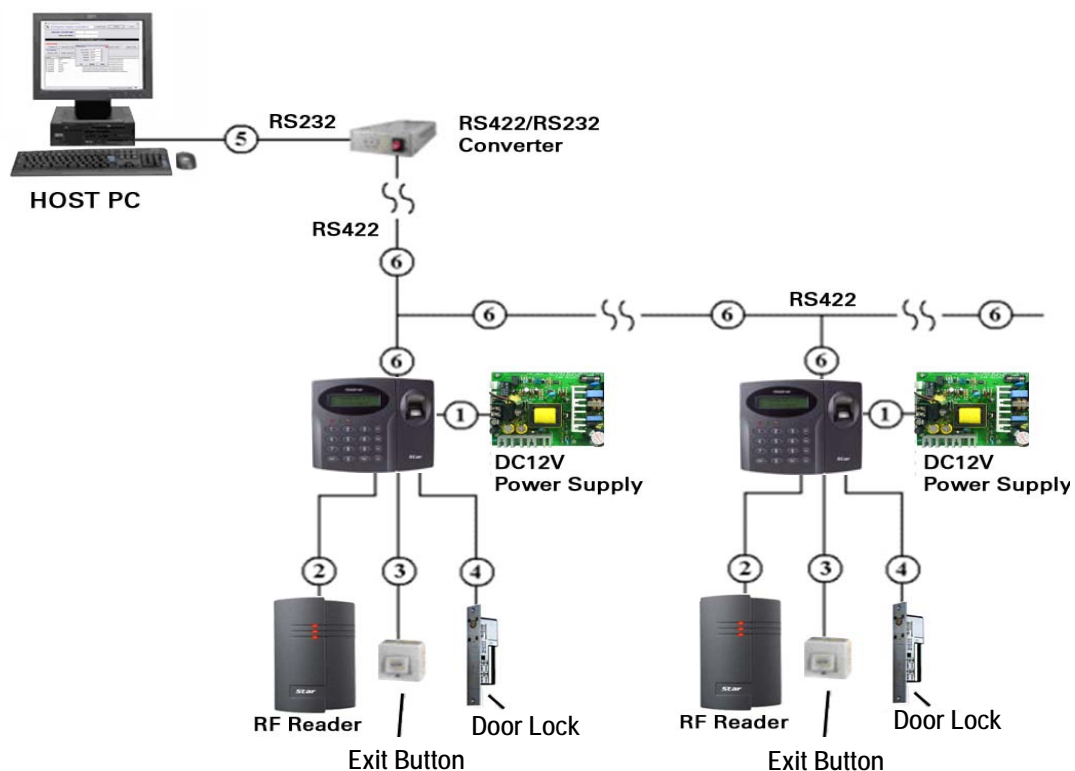 RS232
5
RS422/RS232
Converter
HOST PC
RS422
6
6
6
RS422
6
6
6
1
DC12V
Power Supply
1
DC12V
Power Supply
2
3
4
2
3
4
Star
RF Reader
Door Lock
Exit Button
Star
RF Reader
Door Lock
Exit Button